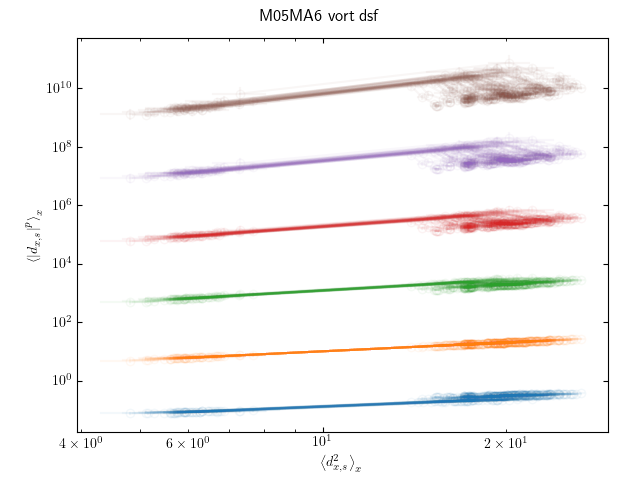 M05MA6 vort dsf
10^{10}
10^{8}
10^{6}
10^{4}
10^{2}
10^{0}
⟨|d_{x,s}|^p⟩_x
4 × 10^0
6 × 10^0
10^1
2 × 10^1
⟨d^2_{x,s}⟩_x